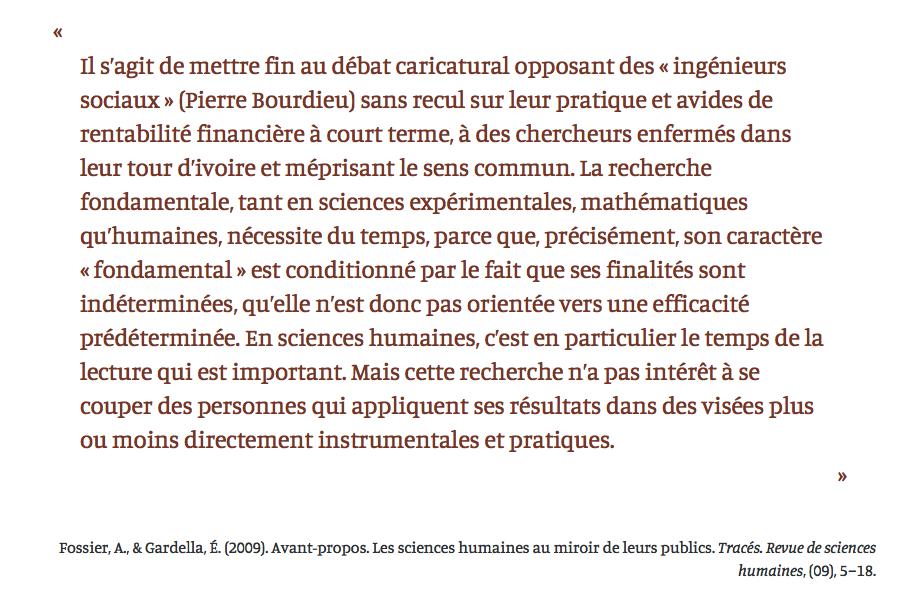 «
Il s’agit de mettre fin au débat caricatural opposant des « ingénieurs
sociaux » (Pierre Bourdieu) sans recul sur leur pratique et avides de
rentabilité financière à court terme, à des chercheurs enfermés dans
leur tour d’ivoire et méprisant le sens commun. La recherche
fondamentale, tant en sciences expérimentales, mathématiques
qu’humaines, nécessite du temps, parce que, précisément, son caractère
« fondamental » est conditionné par le fait que ses finalités sont
indéterminées, qu’elle n’est donc pas orientée vers une efficacité
prédéterminée. En sciences humaines, c’est en particulier le temps de la
lecture qui est important. Mais cette recherche n’a pas intérêt à se
couper des personnes qui appliquent ses résultats dans des visées plus
ou moins directement instrumentales et pratiques.
»
Fossier, A., & Gardella, É. (2009). Avant-propos. Les sciences humaines au miroir de leurs publics. Tracés. Revue de sciences
humaines, (09), 5–18.